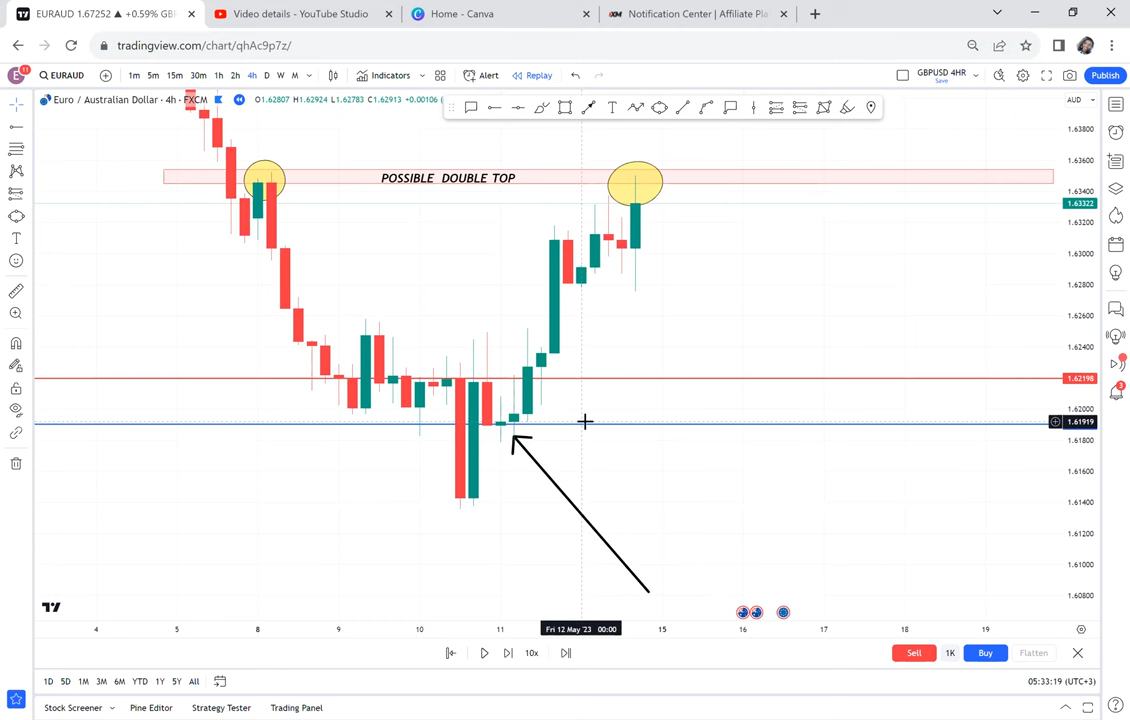 EURAUD 1.67252 ▲ +0.59% GBP
Video details - YouTube Studio
Home - Canva
XM
Notification Center | Affiliate Pla
tradingview.com/chart/qhAc9p7z/
E
11
EURAUD
1m 5m 15m 30m 1h 2h 4h D W M
Indicators
Alert
Replay
GBPUSD 4HR
Save
Publish
Euro / Australian Dollar · 4h · FXCM
O1.62807 H1.62924 L1.62783 C1.62913 +0.00106 (
T
AUD
1.63800
1.63600
POSSIBLE DOUBLE TOP
1.63400
1.63322
1.63200
1.63000
1.62800
1.62600
1.62400
1.62198
1.62000
1.61919
1.61800
1.61600
1.61400
1.61200
1.61000
1.60800
3
4 5 8 9 10 11 Fri 12 May '23 00:00 15 16 17 18 19
10x
Sell 1K Buy Flatten
1D 5D 1M 3M 6M YTD 1Y 5Y All
05:33:19 (UTC+3)
Stock Screener Pine Editor Strategy Tester Trading Panel